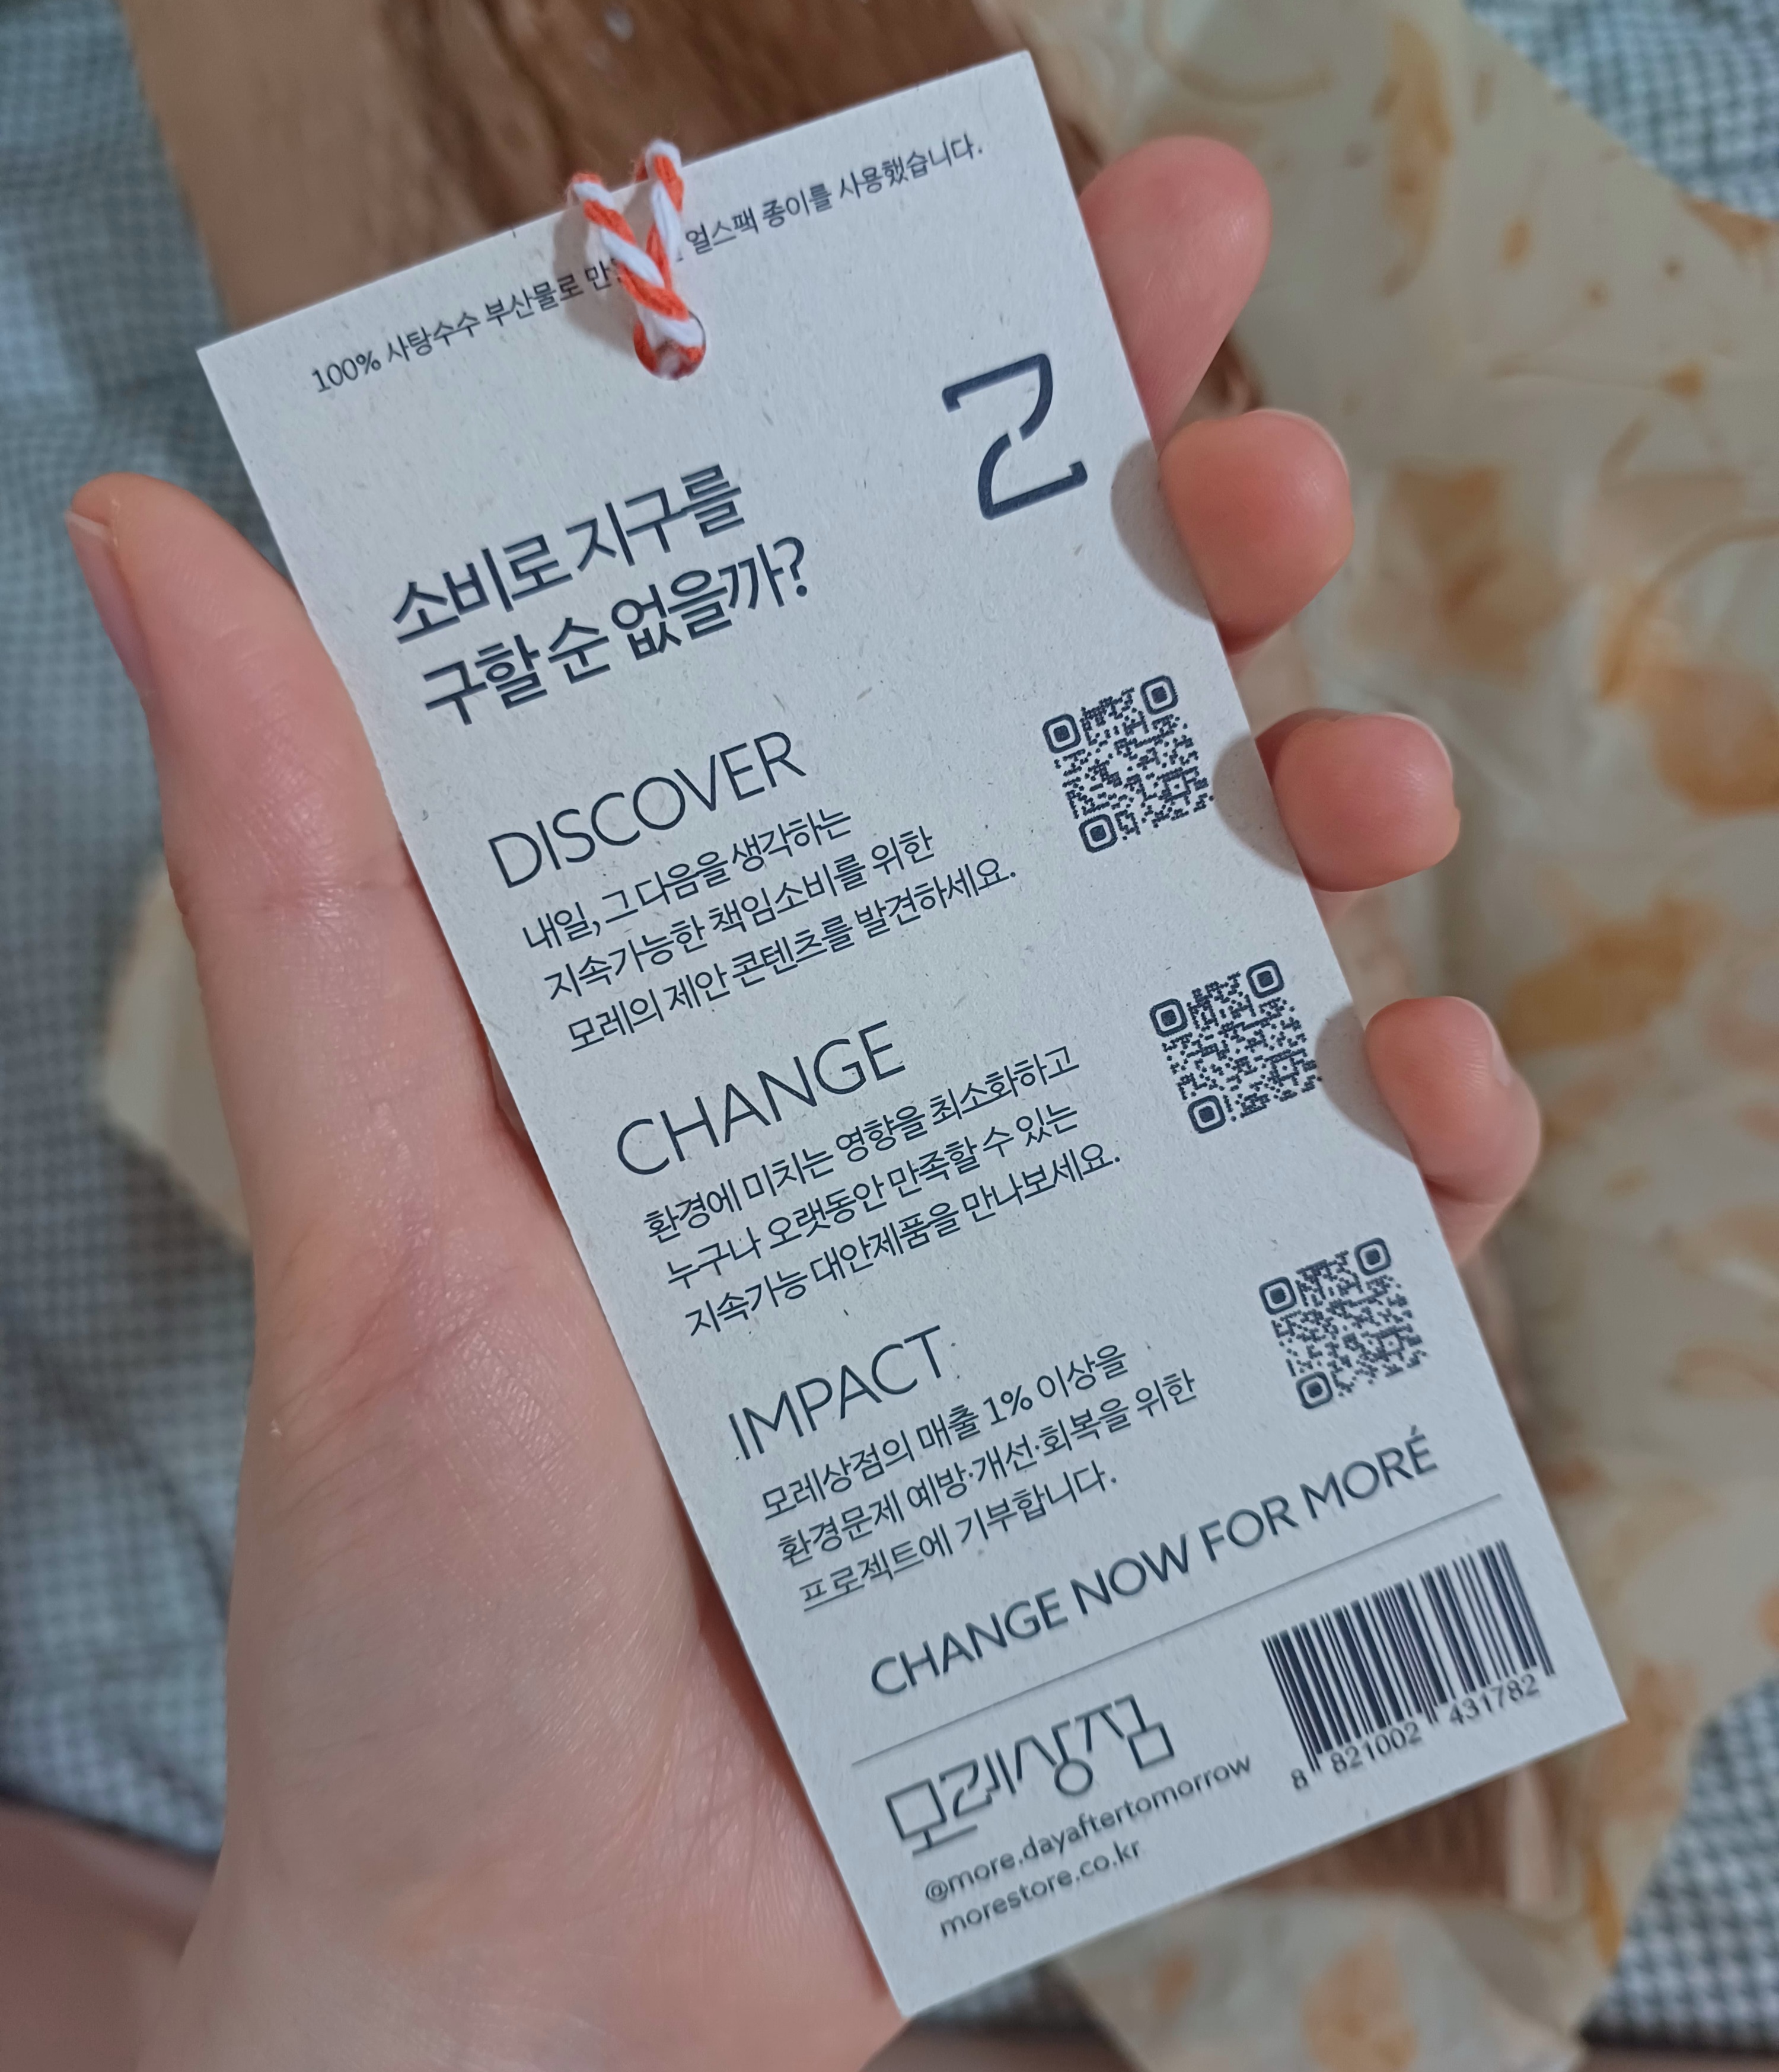 100% 사탕수수 부산물로 얼스팩 종이를 사용했습니다.
소비로 지구를
구할 순 없을까?
DISCOVER
내일, 그 다음을 생각하는
지속가능한 책임소비를 위한
모레의 제안 콘텐츠를 발견하세요.
CHANGE
환경에 미치는 영향을 최소화하고
누구나 오랫동안 만족할 수 있는
지속가능 대안제품을 만나보세요.
IMPACT
모레상점의 매출 1% 이상을
환경문제 예방·개선·회복을 위한
프로젝트에 기부합니다.
CHANGE NOW FOR MORÉ
모레상점
@more.dayaftertomorrow
morestore.co.kr
8 821002 431782